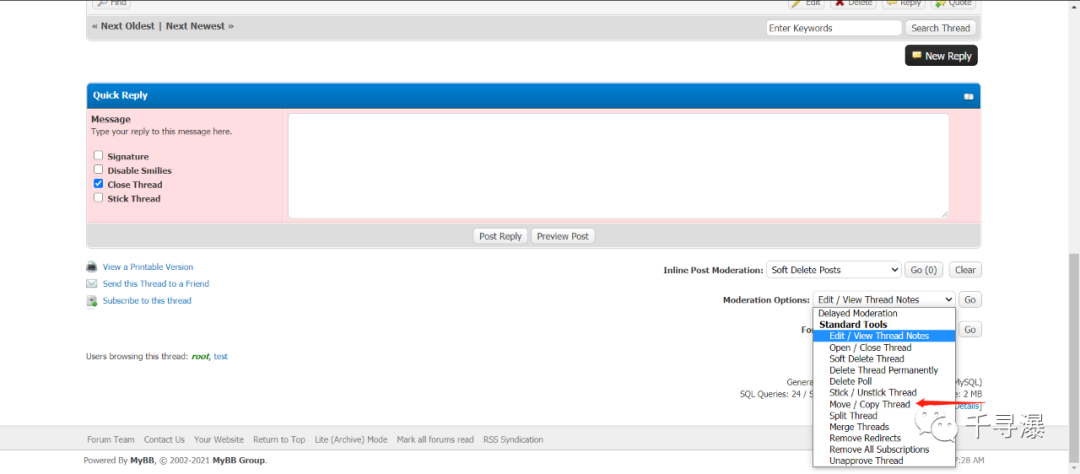 Find
Edit Delete Reply Quote
« Next Oldest | Next Newest »
Enter Keywords Search Thread
New Reply
Quick Reply
Message
Type your reply to this message here.
Signature
Disable Smilies
Close Thread
Stick Thread
Post Reply Preview Post
View a Printable Version
Send this Thread to a Friend
Subscribe to this thread
Inline Post Moderation: Soft Delete Posts Go (0) Clear
Moderation Options: Edit / View Thread Notes Go
Delayed Moderation
Standard Tools
Fo Go
Edit / View Thread Notes
Open / Close Thread
Soft Delete Thread
Delete Thread Permanently
Delete Poll
Stick / Unstick Thread
Move / Copy Thread
Split Thread
Merge Threads
Remove Redirects
Remove All Subscriptions
Unapprove Thread
Users browsing this thread: root, test
Genera MySQL)
SQL Queries: 24 / S e: 2 MB
Details]
千寻瀑
Forum Team Contact Us Your Website Return to Top Lite (Archive) Mode Mark all forums read RSS Syndication
Powered By MyBB, © 2002-2021 MyBB Group.
7:28 AM